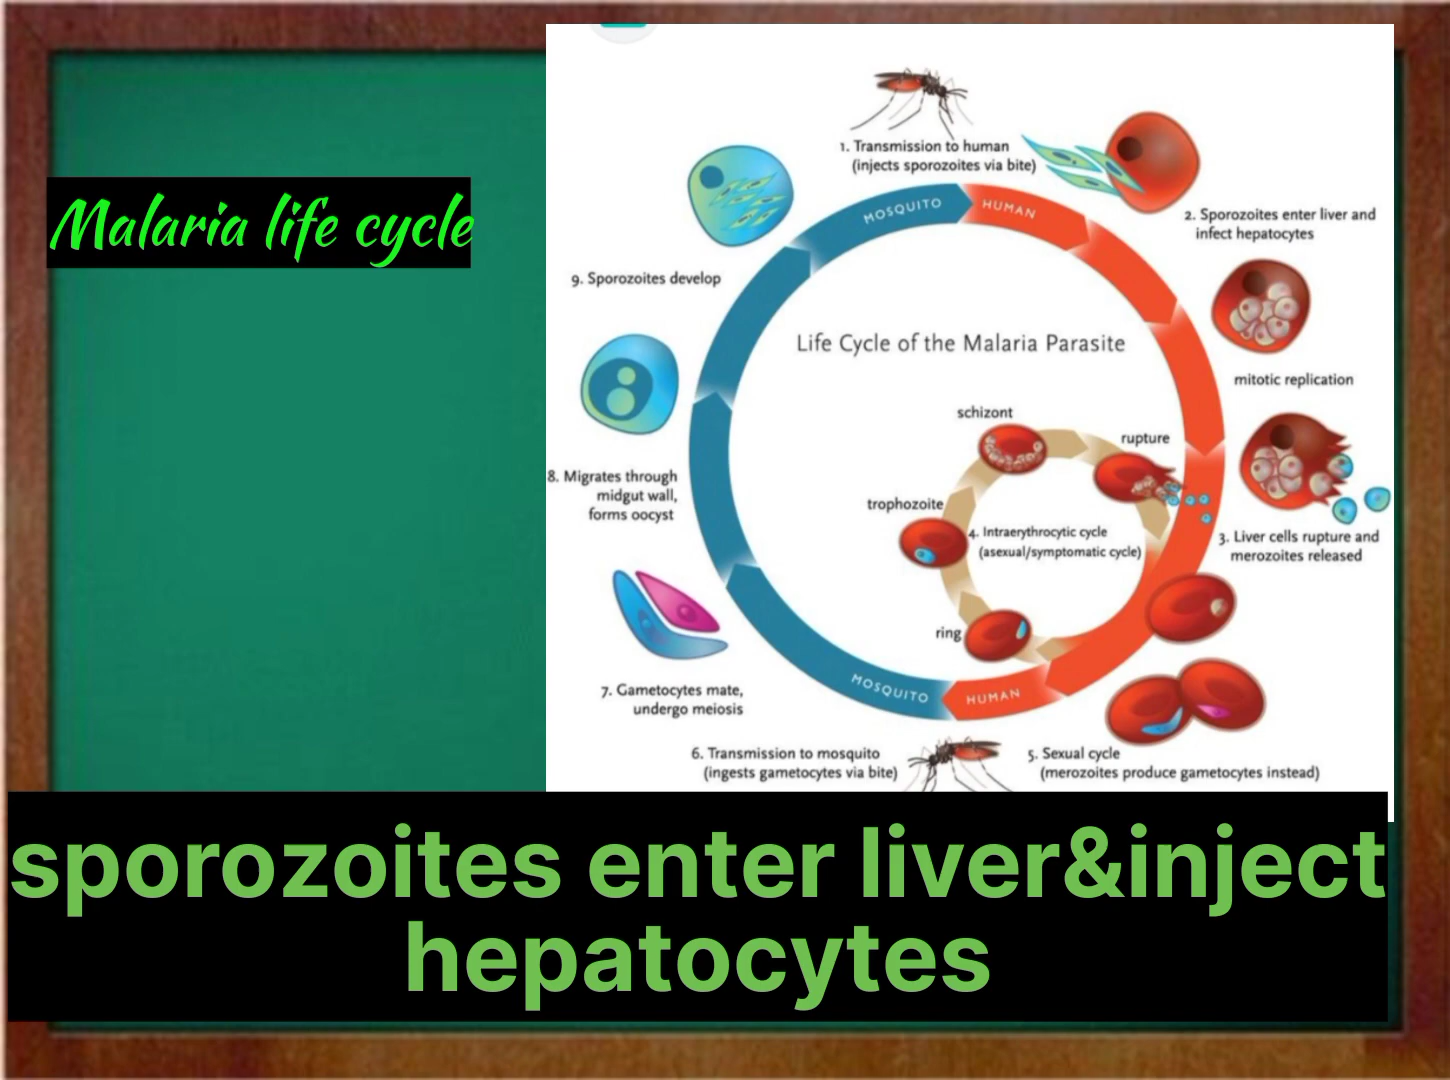 Malaria life cycle
1. Transmission to human
(injects sporozoites via bite)
MOSQUITO
HUMAN
2. Sporozoites enter liver and
infect hepatocytes
9. Sporozoites develop
Life Cycle of the Malaria Parasite
mitotic replication
schizont
rupture
8. Migrates through
midgut wall,
forms oocyst
trophozoite
4. Intraerythrocytic cycle
(asexual/symptomatic cycle)
3. Liver cells rupture and
merozoites released
ring
7. Gametocytes mate,
undergo meiosis
MOSQUITO
HUMAN
6. Transmission to mosquito
(ingests gametocytes via bite)
5. Sexual cycle
(merozoites produce gametocytes instead)
sporozoites enter liver&inject
hepatocytes